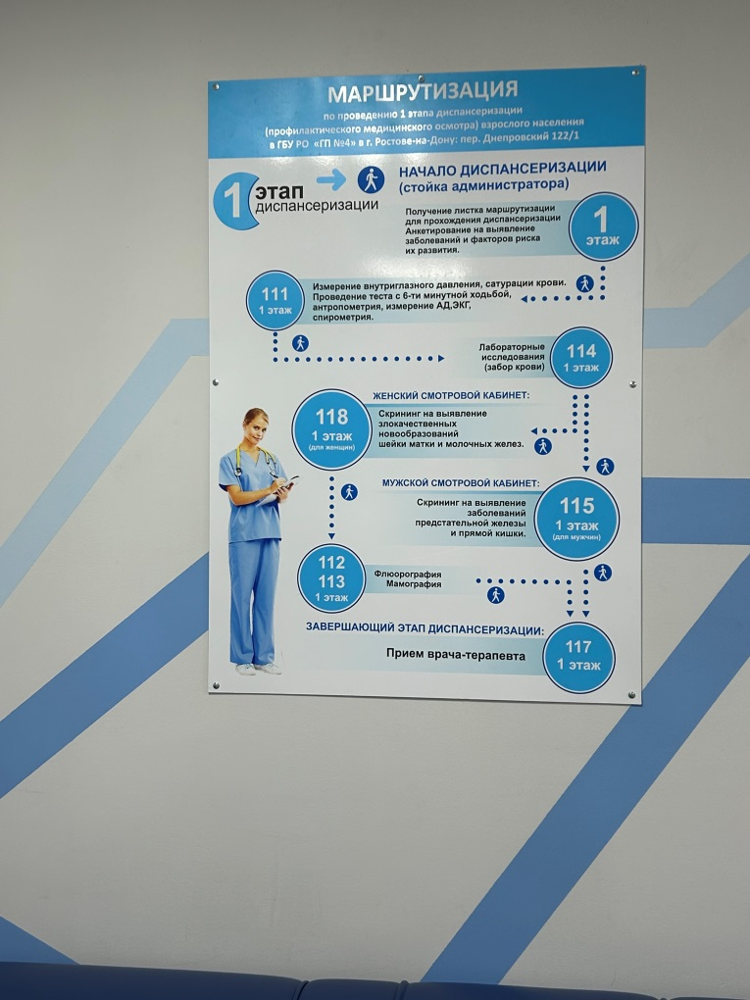 МАРШРУТИЗАЦИЯ
по проведению 1 этапа диспансеризации
(профилактического медицинского осмотра) взрослого населения
в ГБУ РО «ГП №4» в г. Ростове-на-Дону: пер. Днепровский 122/1
1 этап
диспансеризации
НАЧАЛО ДИСПАНСЕРИЗАЦИИ
(стойка администратора)
Получение листка маршрутизации
для прохождения диспансеризации
Анкетирование на выявление
заболеваний и факторов риска
их развития.
1
этаж
111
1 этаж
Измерение внутриглазного давления, сатурации крови.
Проведение теста с 6-ти минутной ходьбой,
антропометрия, измерение АД,ЭКГ,
спирометрия.
Лабораторные
исследования
(забор крови)
114
1 этаж
ЖЕНСКИЙ СМОТРОВОЙ КАБИНЕТ:
118
1 этаж
(для женщин)
Скрининг на выявление
злокачественных
новообразований
шейки матки и молочных желез.
МУЖСКОЙ СМОТРОВОЙ КАБИНЕТ:
Скрининг на выявление
заболеваний
предстательной железы
и прямой кишки.
115
1 этаж
(для мужчин)
112
113
1 этаж
Флюорография
Мамография
ЗАВЕРШАЮЩИЙ ЭТАП ДИСПАНСЕРИЗАЦИИ:
Прием врача-терапевта
117
1 этаж